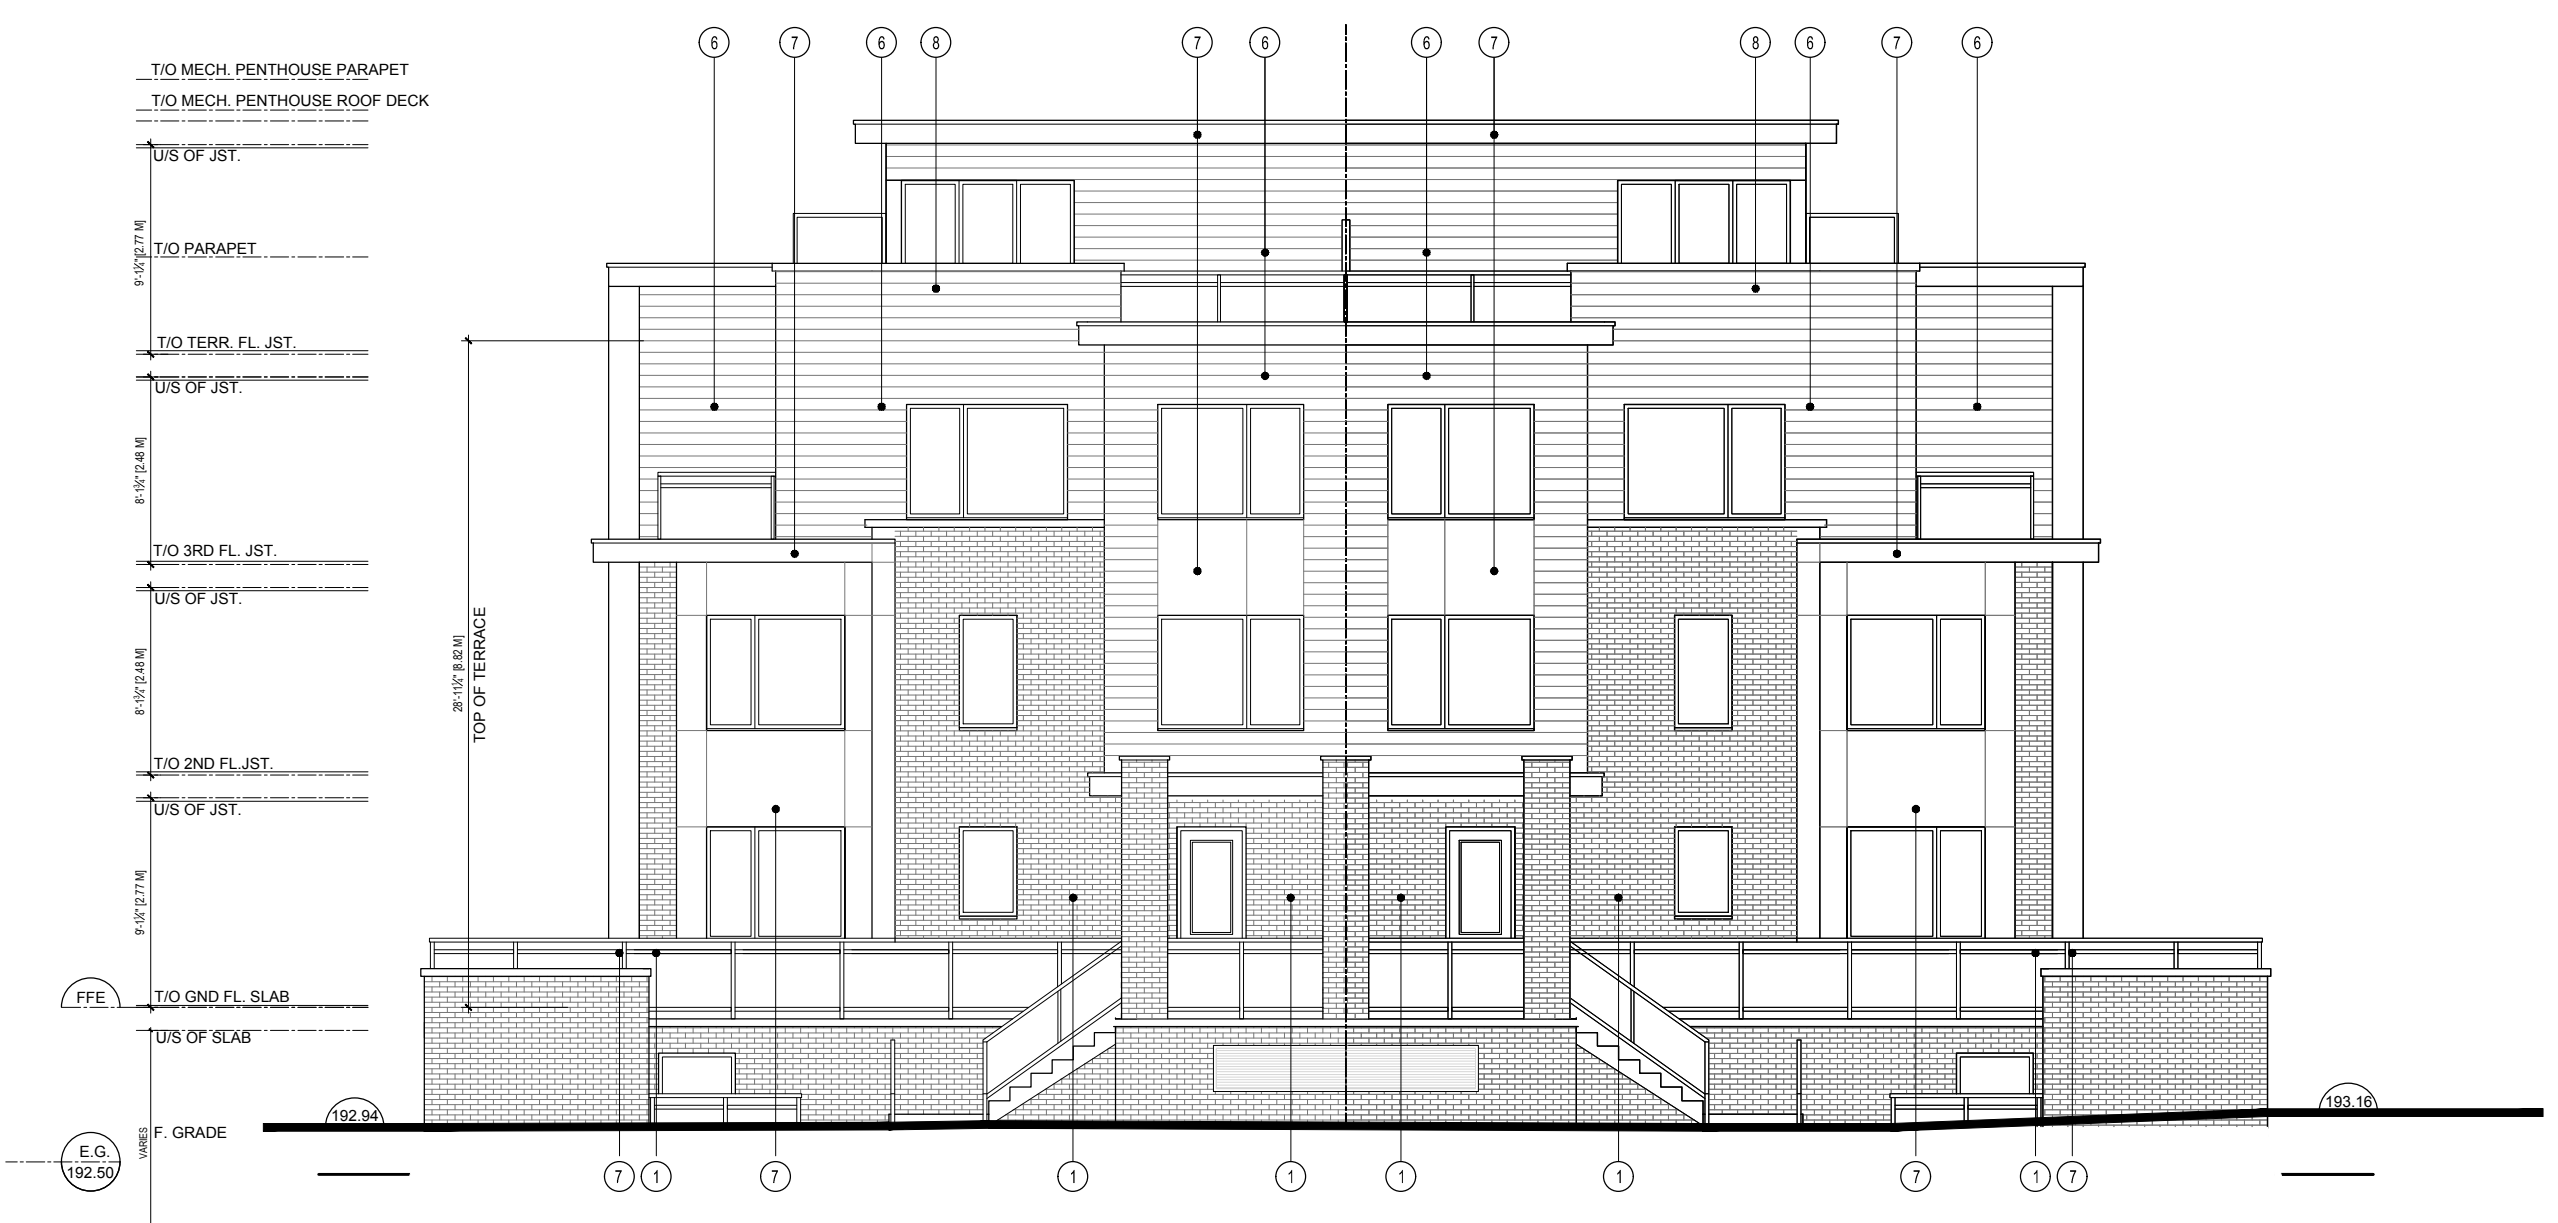 6 7 6 8 7 6 6 7 8 6 7 6
T/O MECH. PENTHOUSE PARAPET
T/O MECH. PENTHOUSE ROOF DECK
U/S OF JST.
9'-1¼" [2.77 M]
T/O PARAPET
T/O TERR. FL. JST.
U/S OF JST.
8'-1¾" [2.48 M]
T/O 3RD FL. JST.
U/S OF JST.
8'-1¾" [2.48 M]
28'-11¼" [8.82 M]
TOP OF TERRACE
T/O 2ND FL.JST.
U/S OF JST.
9'-1¼" [2.77 M]
FFE
T/O GND FL. SLAB
U/S OF SLAB
192.94
193.16
VARIES
F. GRADE
E.G.
192.50
7 1 7 1 1 1 1 7 1 7